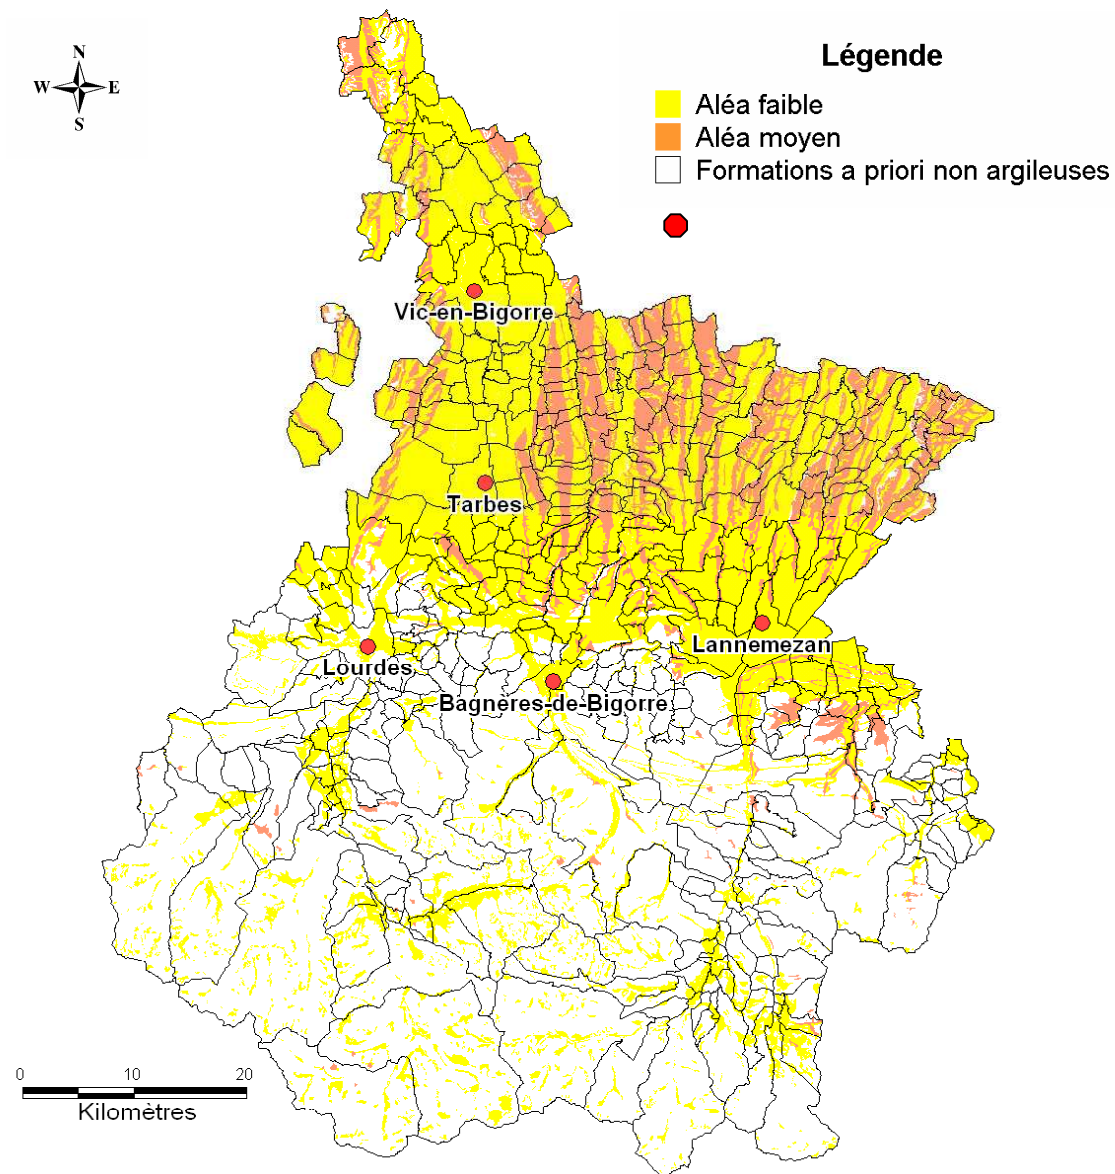 N
W E
S
Légende
Aléa faible
Aléa moyen
Formations a priori non argileuses
Vic-en-Bigorre
Tarbes
Lannemezan
Lourdes
Bagnères-de-Bigorre
0 10 20
Kilomètres